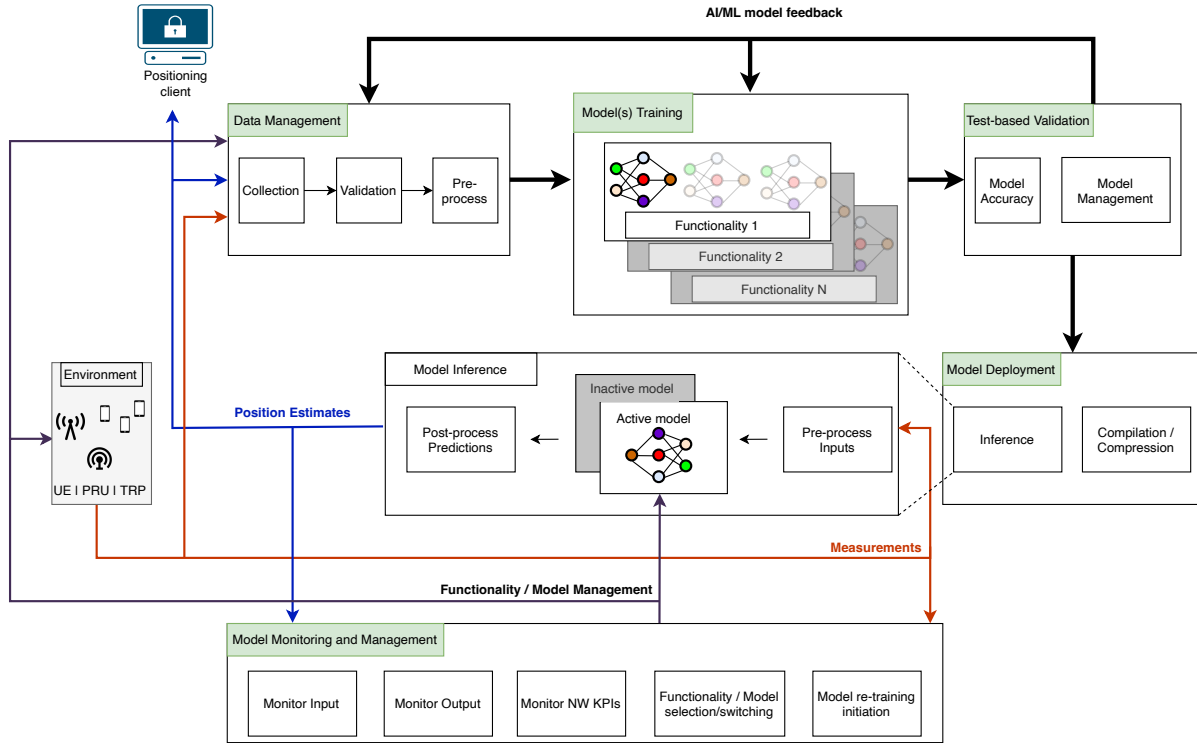 AI/ML model feedback
Positioning
client
Data Management
Collection
Validation
Pre-
process
Model(s) Training
Functionality 1
Functionality 2
Functionality N
Test-based Validation
Model
Accuracy
Model
Management
Environment
UE | PRU | TRP
Position Estimates
Model Inference
Post-process
Predictions
Inactive model
Active model
Pre-process
Inputs
Model Deployment
Inference
Compilation /
Compression
Measurements
Functionality / Model Management
Model Monitoring and Management
Monitor Input
Monitor Output
Monitor NW KPIs
Functionality / Model
selection/switching
Model re-training
initiation